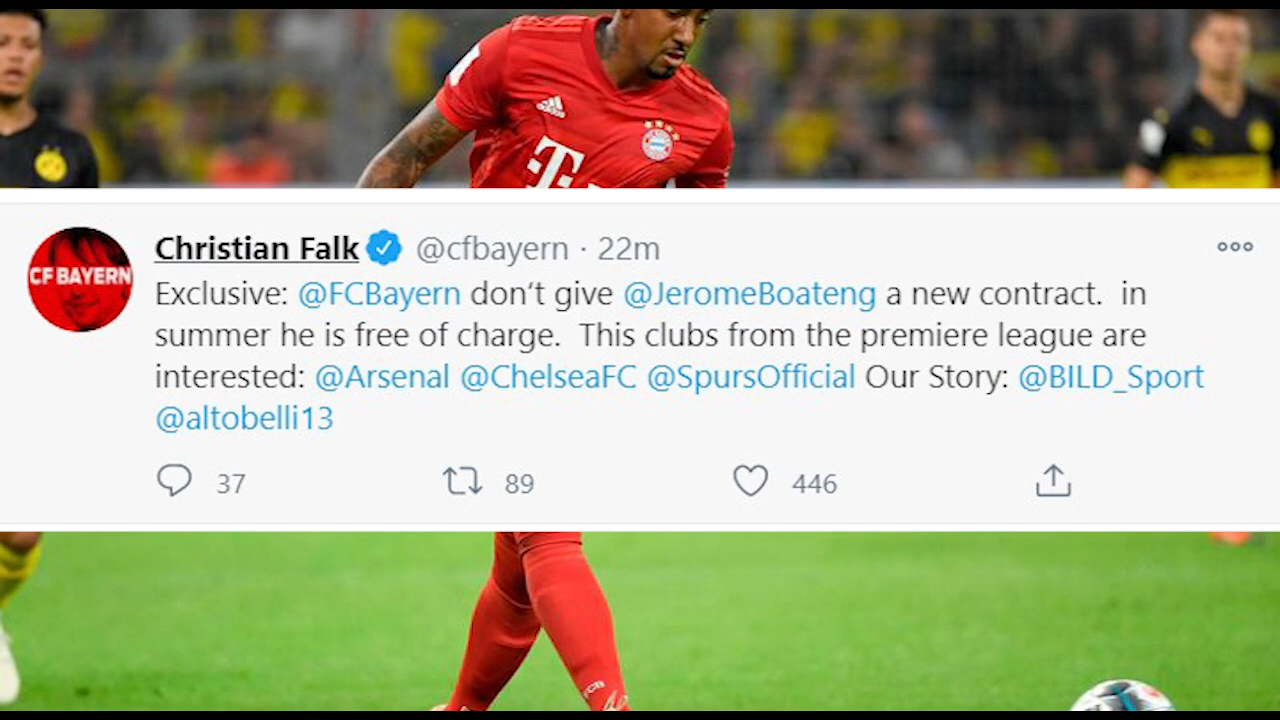 T
Christian Falk @cfbayern · 22m
CF BAYERN
Exclusive: @FCBayern don‘t give @JeromeBoateng a new contract.  in
summer he is free of charge.  This clubs from the premiere league are
interested: @Arsenal @ChelseaFC @SpursOfficial Our Story: @BILD_Sport
@altobelli13
37 89 446
FCB